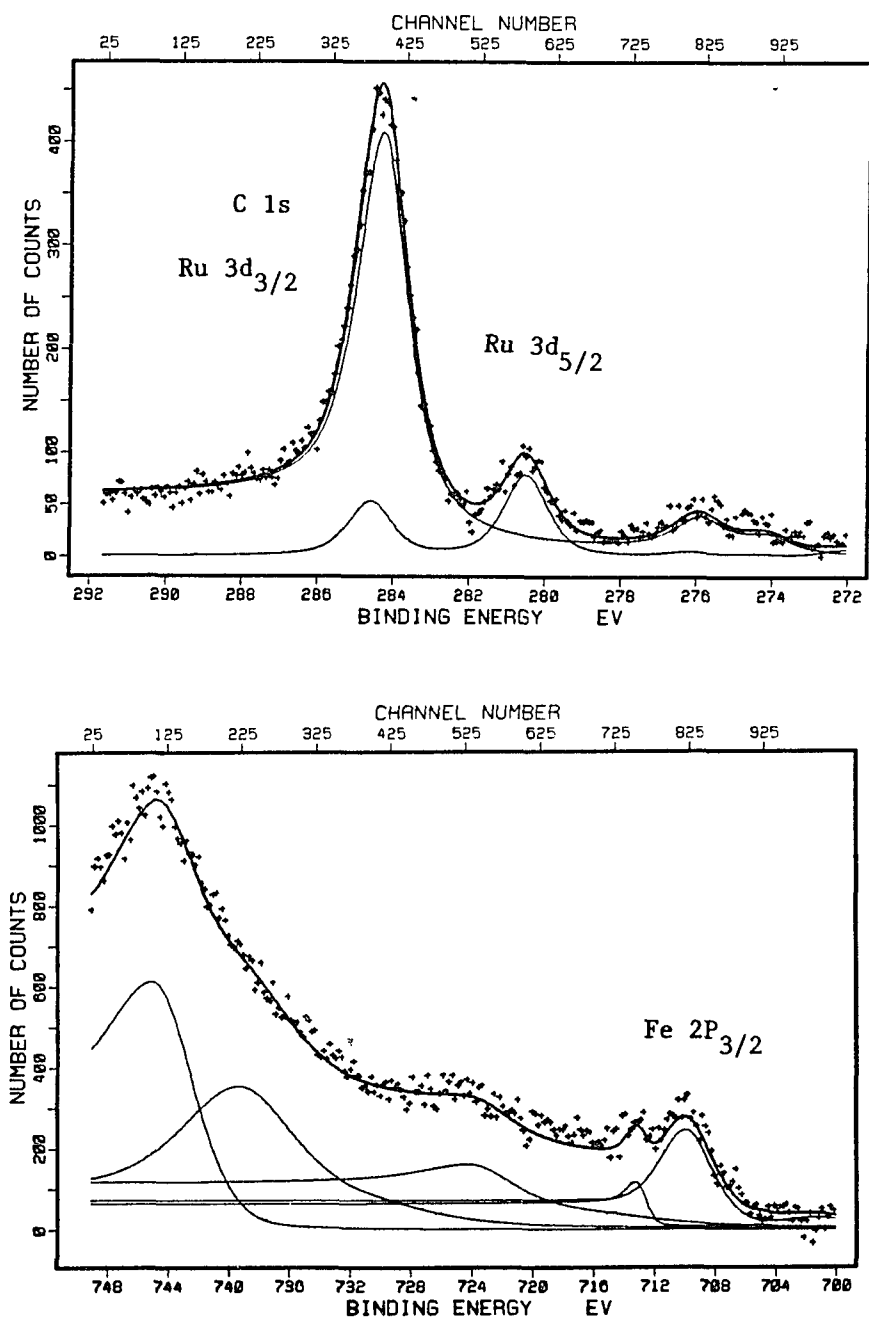 CHANNEL NUMBER
25 125 225 325 425 525 625 725 825 925
400
300
200
100
50
0
NUMBER OF COUNTS
C 1s
Ru 3d3/2
Ru 3d5/2
292 290 288 286 284 282 280 278 276 274 272
BINDING ENERGY EV
CHANNEL NUMBER
25 125 225 325 425 525 625 725 825 925
1000
800
600
400
200
0
NUMBER OF COUNTS
Fe 2P3/2
748 744 740 736 732 728 724 720 716 712 708 704 700
BINDING ENERGY EV